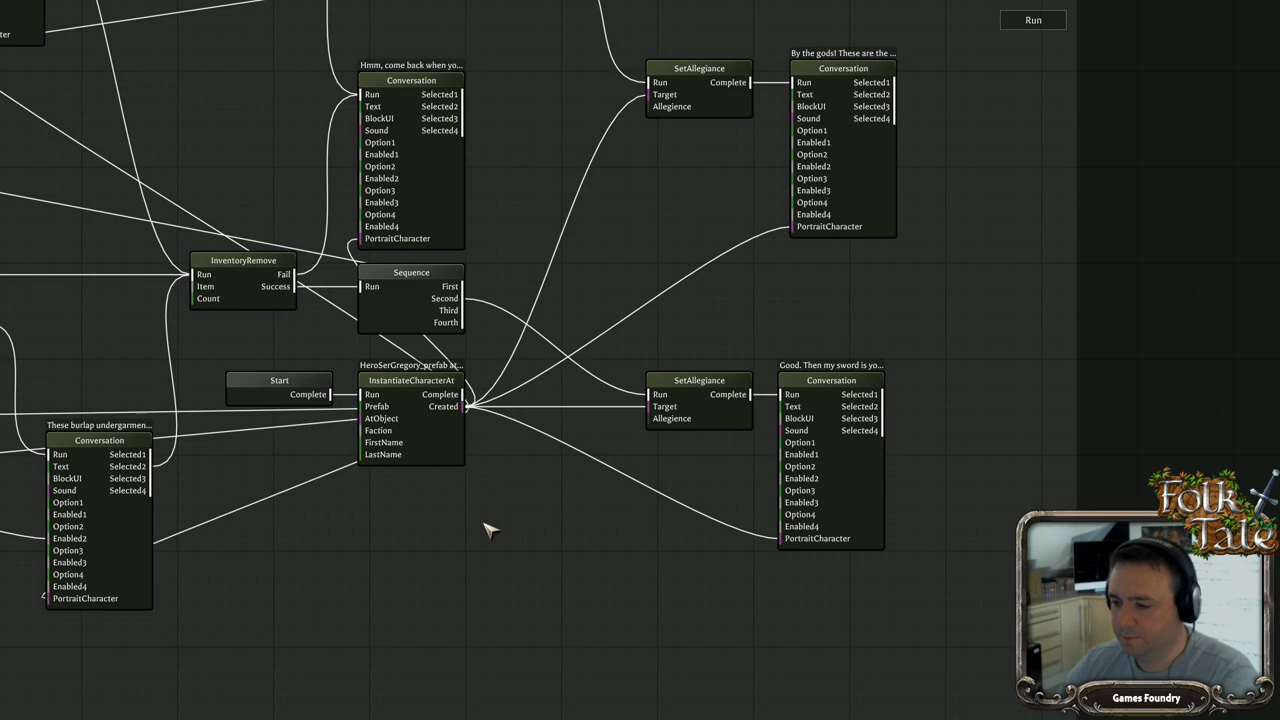 ter
Run
Hmm, come back when yo...
Conversation
Run Selected1
Text Selected2
BlockUI Selected3
Sound Selected4
Option1
Enabled1
Option2
Enabled2
Option3
Enabled3
Option4
Enabled4
PortraitCharacter
SetAllegiance
Run Complete
Target
Allegience
By the gods! These are the ...
Conversation
Run Selected1
Text Selected2
BlockUI Selected3
Sound Selected4
Option1
Enabled1
Option2
Enabled2
Option3
Enabled3
Option4
Enabled4
PortraitCharacter
InventoryRemove
Run Fail
Item Success
Count
Sequence
Run First
Second
Third
Fourth
Start
Complete
HeroSerGregory_prefab at...
InstantiateCharacterAt
Run Complete
Prefab Created
AtObject
Faction
FirstName
LastName
SetAllegiance
Run Complete
Target
Allegience
Good. Then my sword is yo...
Conversation
Run Selected1
Text Selected2
BlockUI Selected3
Sound Selected4
Option1
Enabled1
Option2
Enabled2
Option3
Enabled3
Option4
Enabled4
PortraitCharacter
These burlap undergarmen...
Conversation
Run Selected1
Text Selected2
BlockUI Selected3
Sound Selected4
Option1
Enabled1
Option2
Enabled2
Option3
Enabled3
Option4
Enabled4
PortraitCharacter
Folk
Tale
Games Foundry